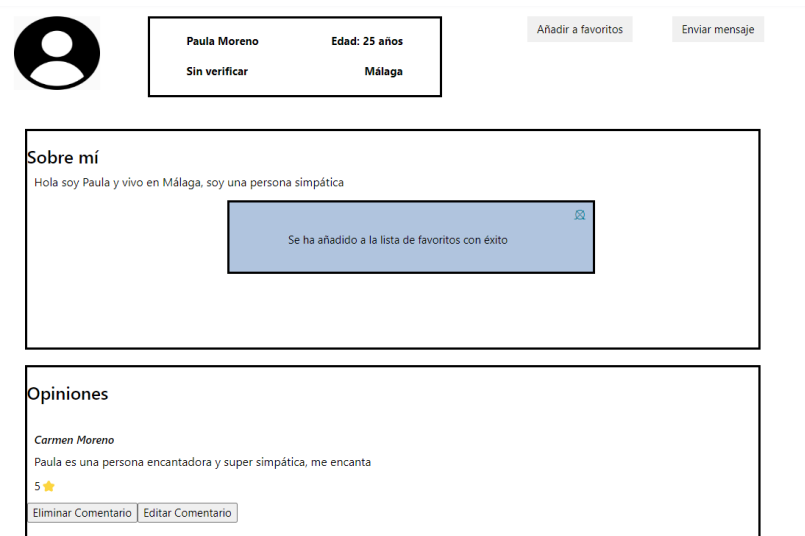 Paula Moreno Edad: 25 años Añadir a favoritos Enviar mensaje
Sin verificar Málaga
Sobre mí
Hola soy Paula y vivo en Málaga, soy una persona simpática
Se ha añadido a la lista de favoritos con éxito
Opiniones
Carmen Moreno
Paula es una persona encantadora y super simpática, me encanta
5
Eliminar Comentario Editar Comentario